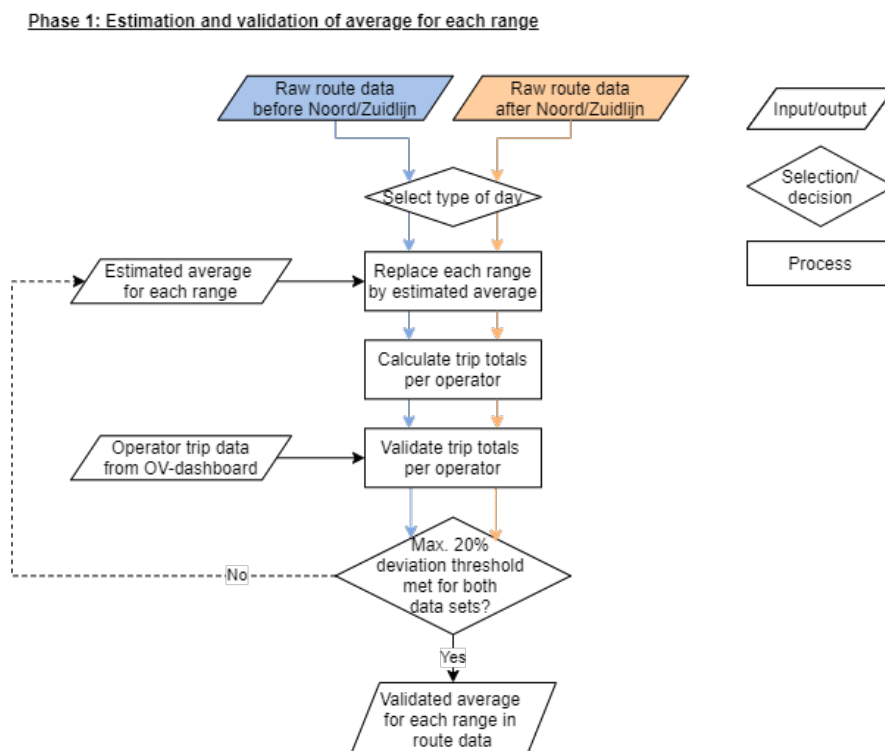 Phase 1: Estimation and validation of average for each range
Raw route data
before Noord/Zuidlijn
Raw route data
after Noord/Zuidlijn
Input/output
Select type of day
Selection/
decision
Estimated average
for each range
Replace each range
by estimated average
Process
Calculate trip totals
per operator
Operator trip data
from OV-dashboard
Validate trip totals
per operator
Max. 20%
deviation threshold
met for both
data sets?
No
Yes
Validated average
for each range in
route data